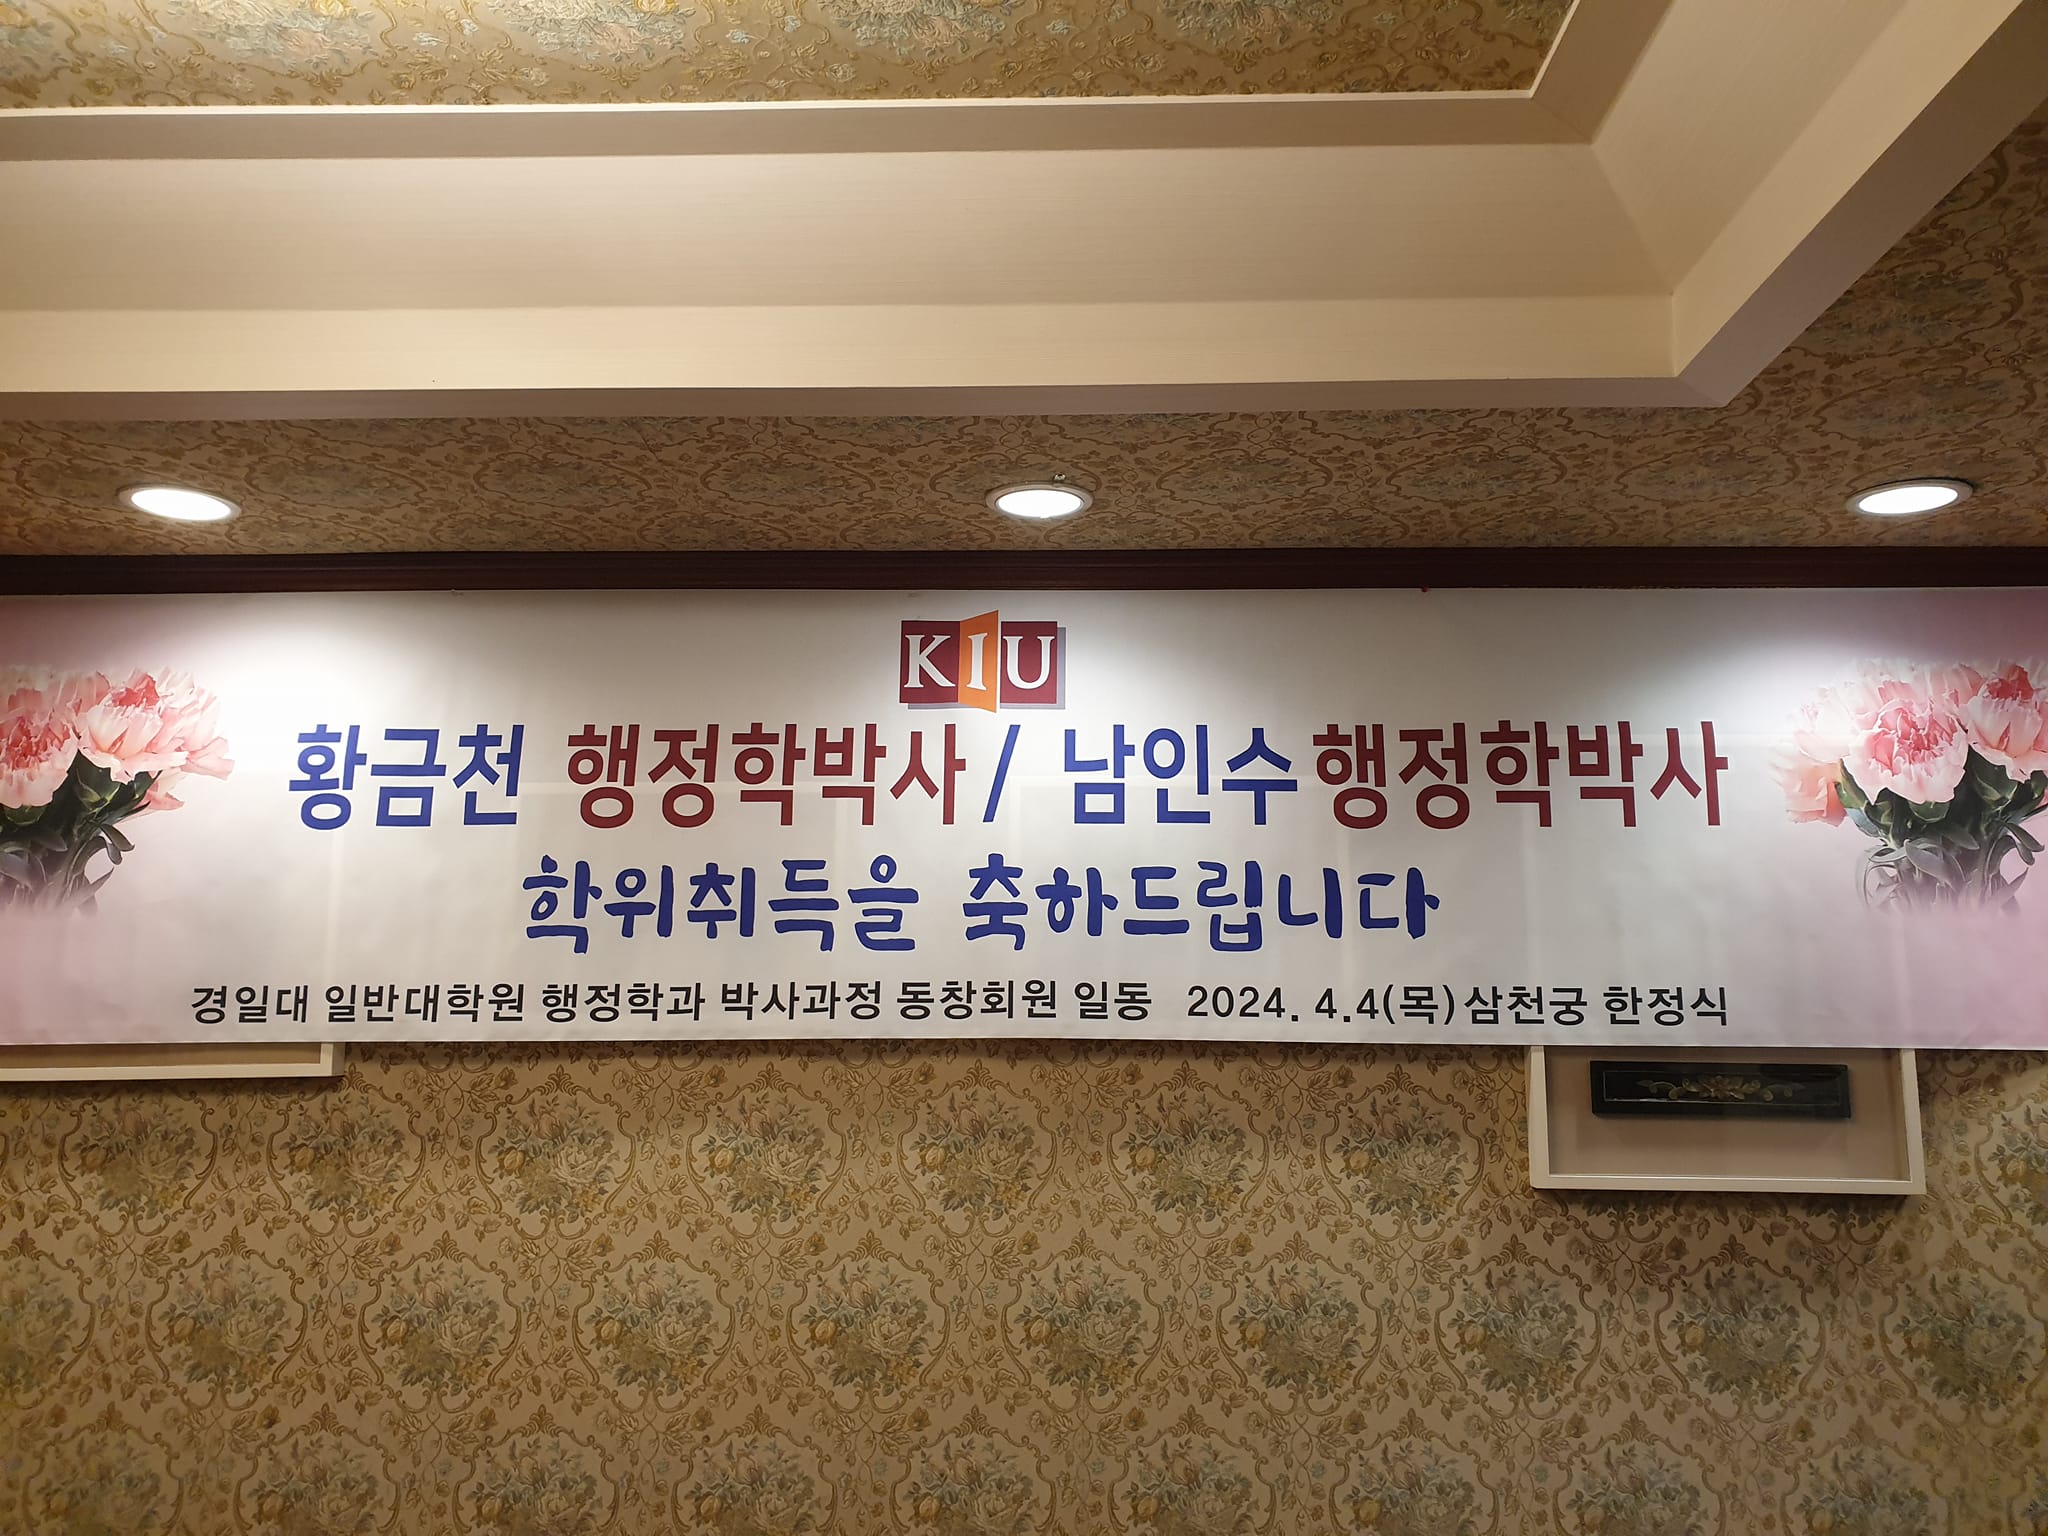 KIU
황금천 행정학박사 / 남인수 행정학박사
학위취득을 축하드립니다
경일대 일반대학원 행정학과 박사과정 동창회원 일동 2024. 4.4(목) 삼천궁 한정식